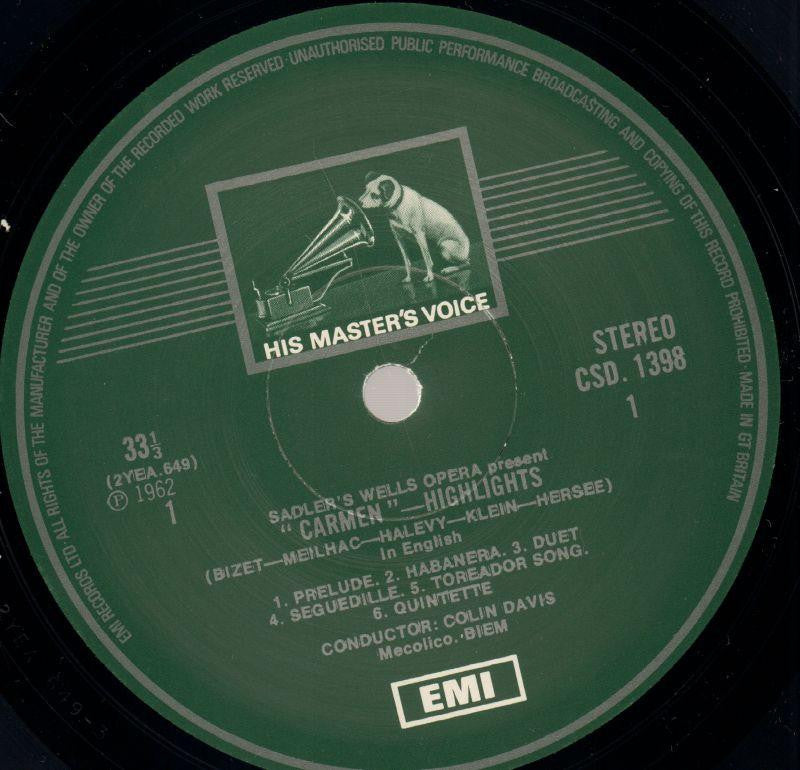 EMI RECORDS LTD ALL RIGHTS OF THE MANUFACTURER AND OF THE OWNER OF THE RECORDED WORK RESERVED·UNAUTHORISED PUBLIC PERFORMANCE BROADCASTING AND COPYING OF THIS RECORD PROHIBITED·MADE IN GT BRITAIN
HIS MASTER'S VOICE
STEREO
CSD. 1398
1
33⅓
(2YEA.649)
Ⓟ 1962
1
SADLER'S WELLS OPERA present
"CARMEN"—HIGHLIGHTS
(BIZET—MEILHAC—HALEVY—KLEIN—HERSEE)
In English
1. PRELUDE. 2. HABANERA. 3. DUET
4. SEGUEDILLE. 5. TOREADOR SONG.
6. QUINTETTE
CONDUCTOR: COLIN DAVIS
Mecolico.·BIEM
EMI